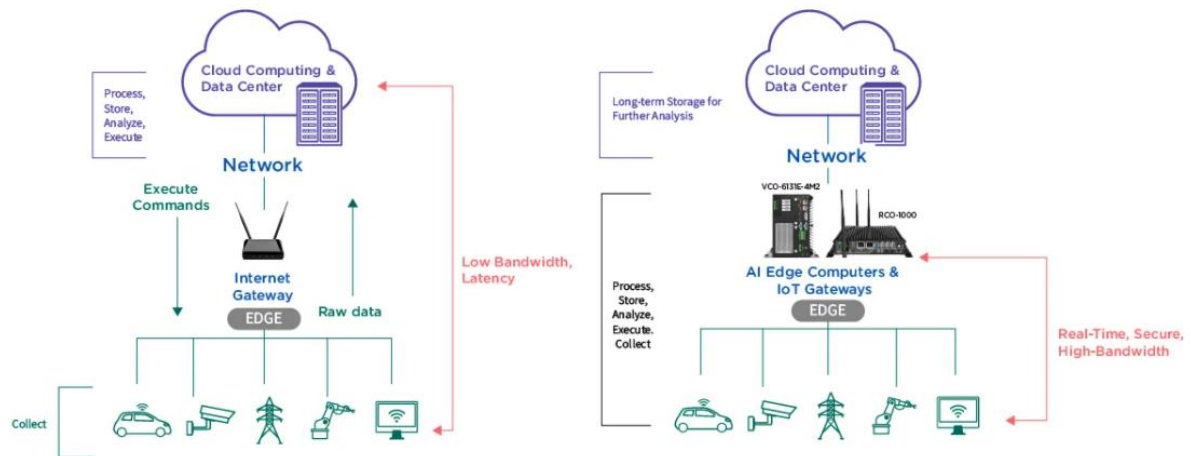 Cloud Computing &
Data Center
Process,
Store,
Analyze,
Execute
Network
Execute
Commands
Internet
Gateway
EDGE
Raw data
Low Bandwidth,
Latency
Collect
Cloud Computing &
Data Center
Long-term Storage for
Further Analysis
Network
VCO-6131E-4M2
RCO-1000
AI Edge Computers &
IoT Gateways
EDGE
Process,
Store,
Analyze,
Execute.
Collect
Real-Time, Secure,
High-Bandwidth